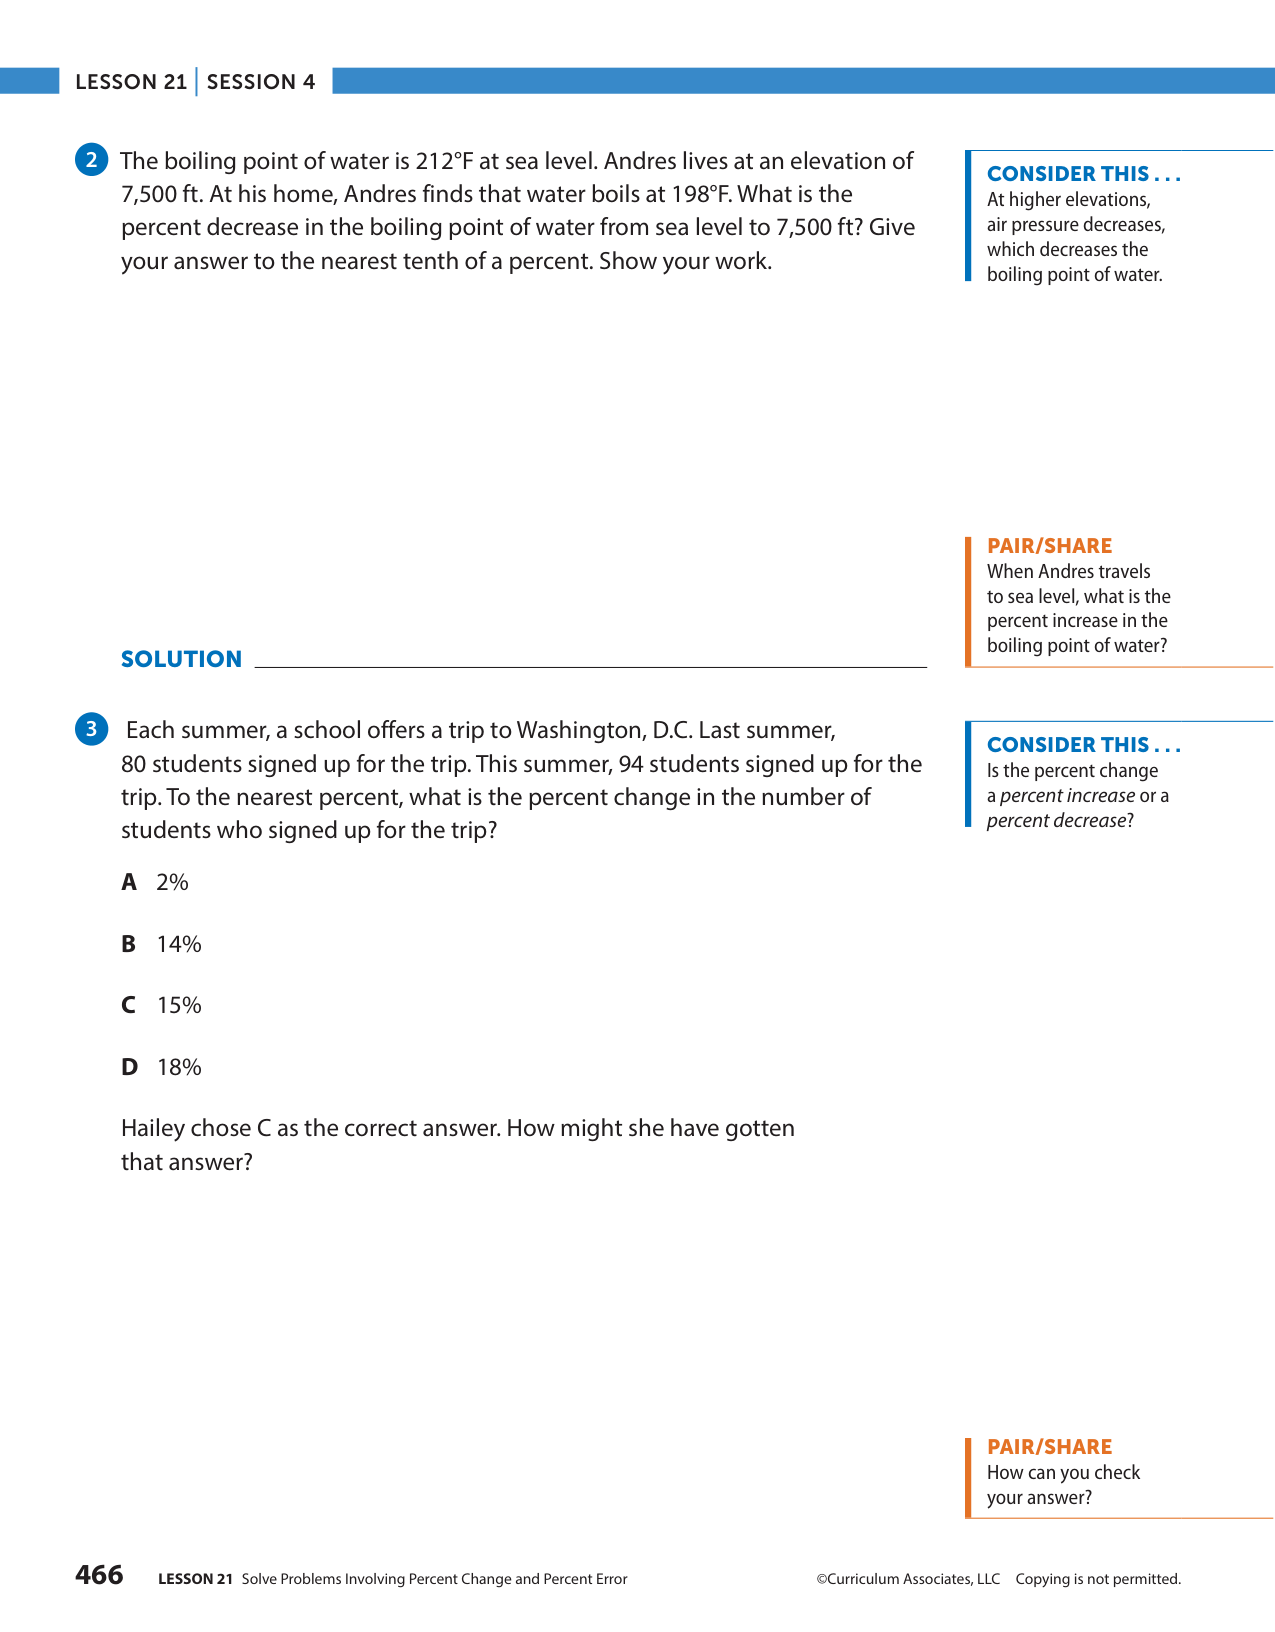 LESSON 21 | SESSION 4
2 The boiling point of water is 212°F at sea level. Andres lives at an elevation of
7,500 ft. At his home, Andres finds that water boils at 198°F. What is the
percent decrease in the boiling point of water from sea level to 7,500 ft? Give
your answer to the nearest tenth of a percent. Show your work.
CONSIDER THIS . . .
At higher elevations,
air pressure decreases,
which decreases the
boiling point of water.
PAIR/SHARE
When Andres travels
to sea level, what is the
percent increase in the
boiling point of water?
SOLUTION
3 Each summer, a school offers a trip to Washington, D.C. Last summer,
80 students signed up for the trip. This summer, 94 students signed up for the
trip. To the nearest percent, what is the percent change in the number of
students who signed up for the trip?
CONSIDER THIS . . .
Is the percent change
a percent increase or a
percent decrease?
A 2%
B 14%
C 15%
D 18%
Hailey chose C as the correct answer. How might she have gotten
that answer?
PAIR/SHARE
How can you check
your answer?
466 LESSON 21 Solve Problems Involving Percent Change and Percent Error ©Curriculum Associates, LLC Copying is not permitted.